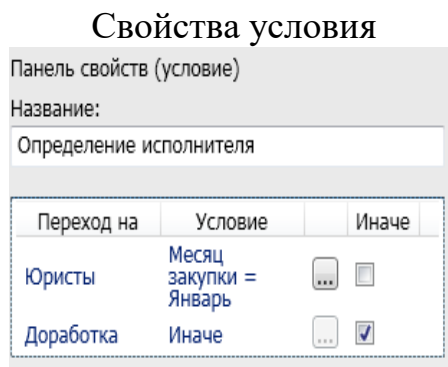 Свойства условия
Панель свойств (условие)
Название:
Определение исполнителя
Переход на Условие Иначе
Юристы Месяц закупки = Январь ...
Доработка Иначе ...